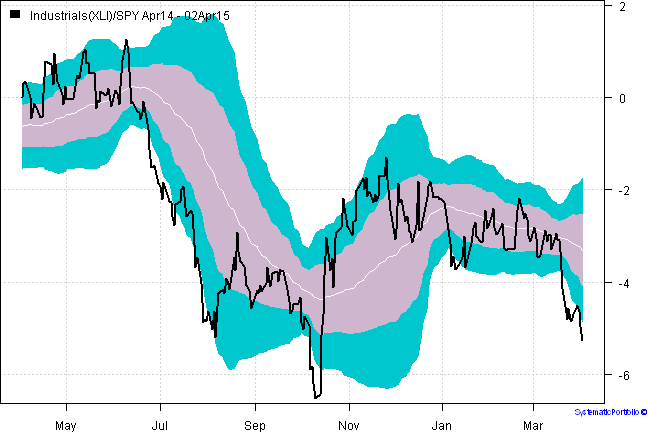 Industrials(XLI)/SPY Apr14 - 02Apr15
2
0
-2
-4
-6
May Jul Sep Nov Jan Mar
SystematicPortfolio ©